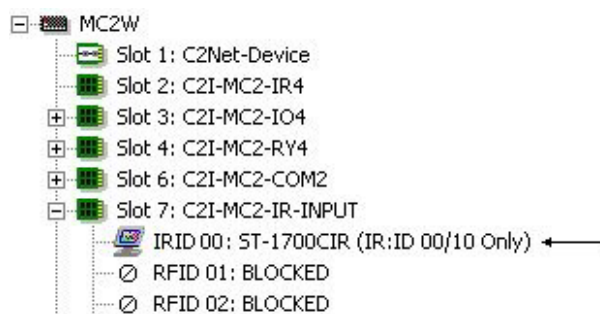 MC2W
Slot 1: C2Net-Device
Slot 2: C2I-MC2-IR4
Slot 3: C2I-MC2-IO4
Slot 4: C2I-MC2-RY4
Slot 6: C2I-MC2-COM2
Slot 7: C2I-MC2-IR-INPUT
IRID 00: ST-1700CIR (IR:ID 00/10 Only)
RFID 01: BLOCKED
RFID 02: BLOCKED